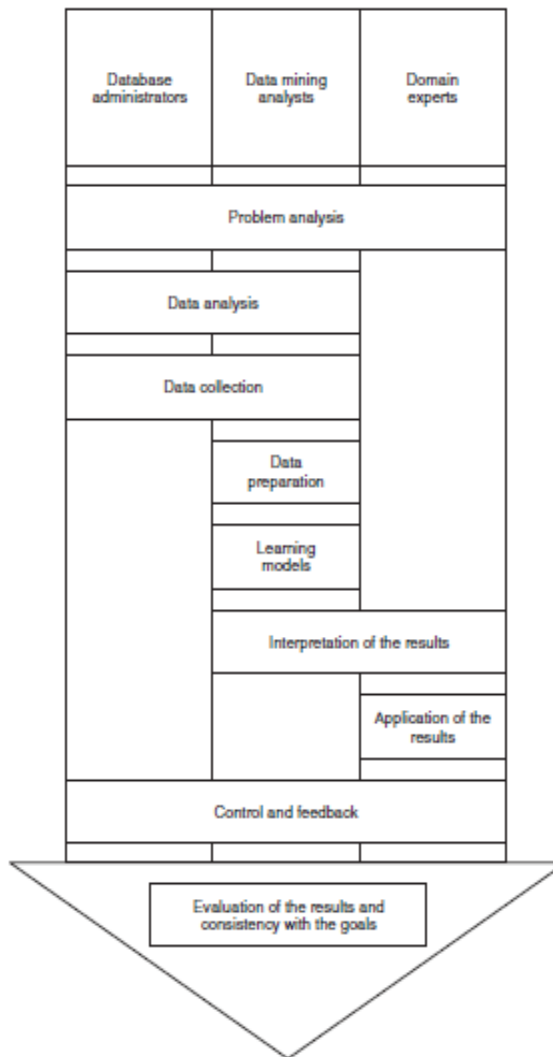 Database
administrators
Data mining
analysts
Domain
experts
Problem analysis
Data analysis
Data collection
Data
preparation
Learning
models
Interpretation of the results
Application of the
results
Control and feedback
Evaluation of the results and
consistency with the goals